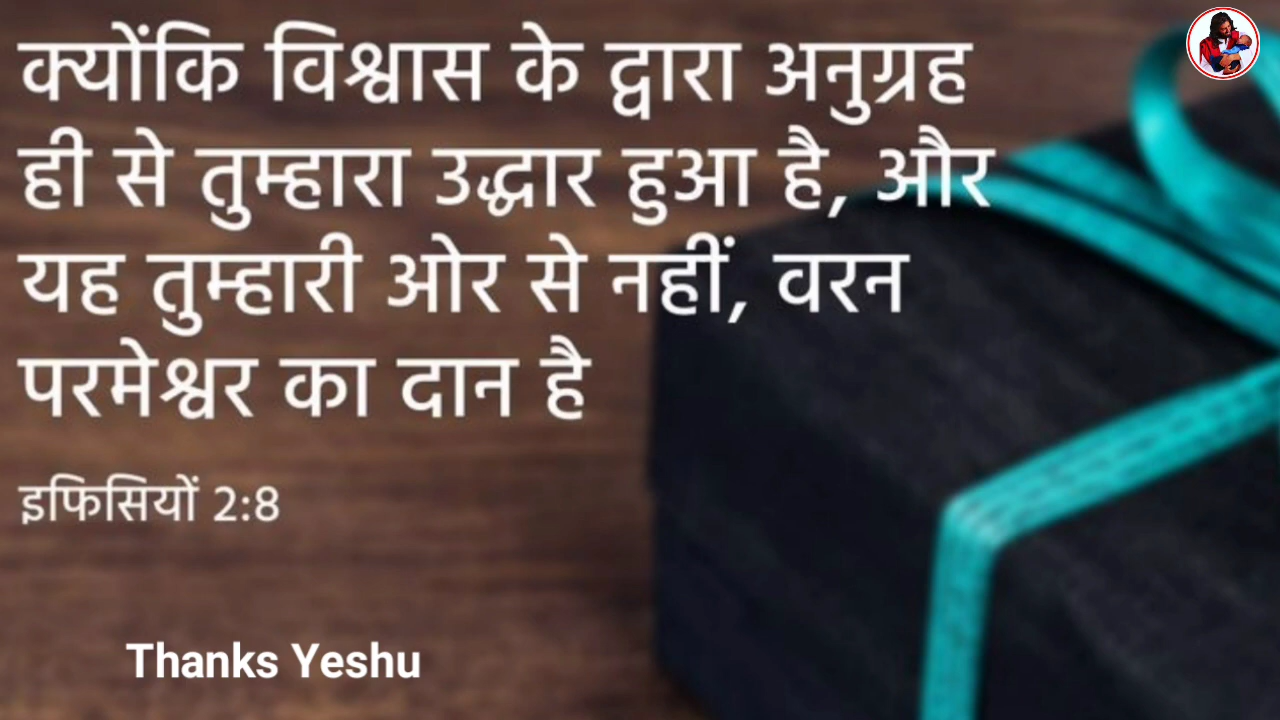 क्योंकि विश्वास के द्वारा अनुग्रह
ही से तुम्हारा उद्धार हुआ है, और
यह तुम्हारी ओर से नहीं, वरन
परमेश्वर का दान है
इफिसियों 2:8
Thanks Yeshu